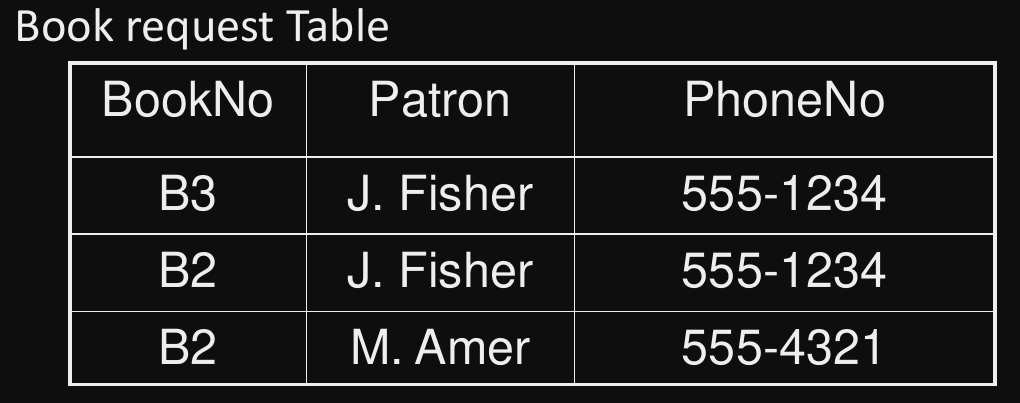 Book request Table
BookNo Patron PhoneNo
B3 J. Fisher 555-1234
B2 J. Fisher 555-1234
B2 M. Amer 555-4321